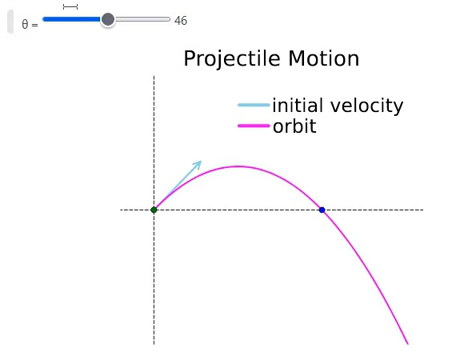 θ = 46
Projectile Motion
initial velocity
orbit